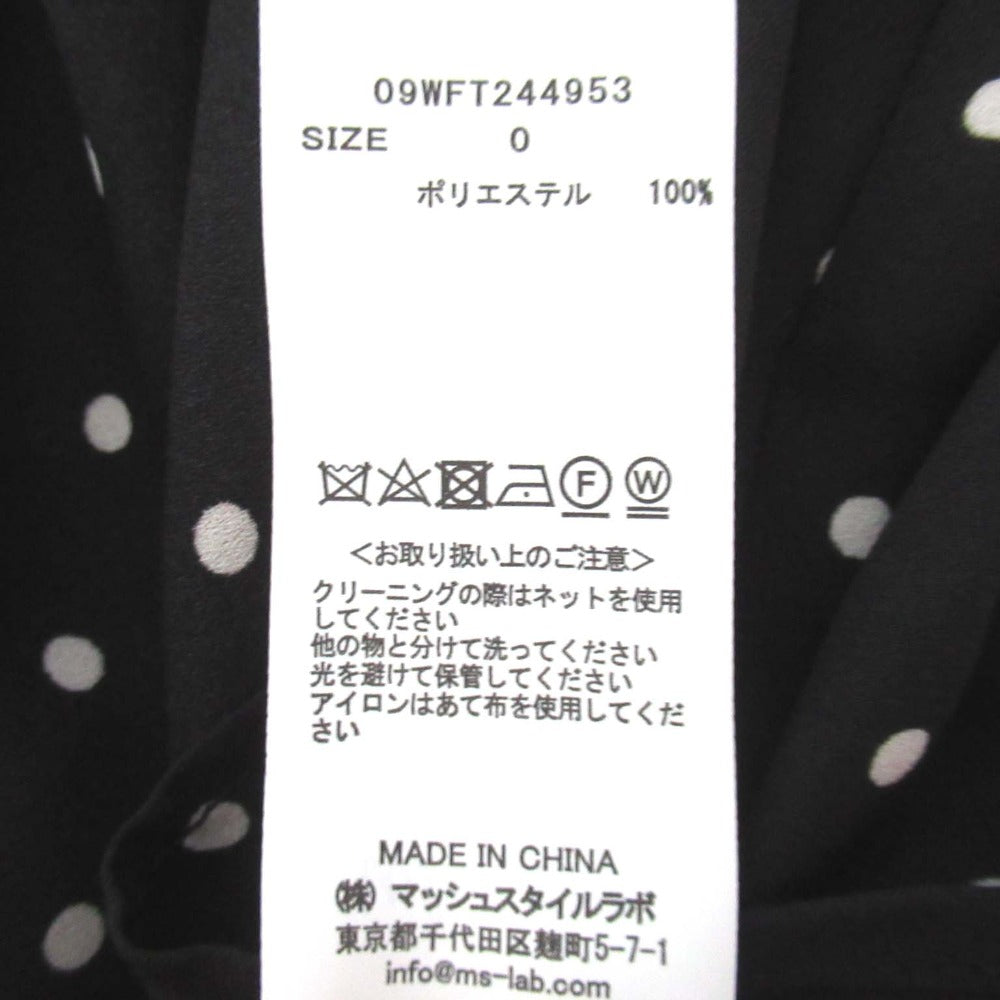 09WFT244953
SIZE 0
ポリエステル 100%
F W
<お取り扱い上のご注意>
クリーニングの際はネットを使用
してください
他の物と分けて洗ってください
光を避けて保管してください
アイロンはあて布を使用してくだ
さい
MADE IN CHINA
㈱ マッシュスタイルラボ
東京都千代田区麹町5-7-1
info@ms-lab.com